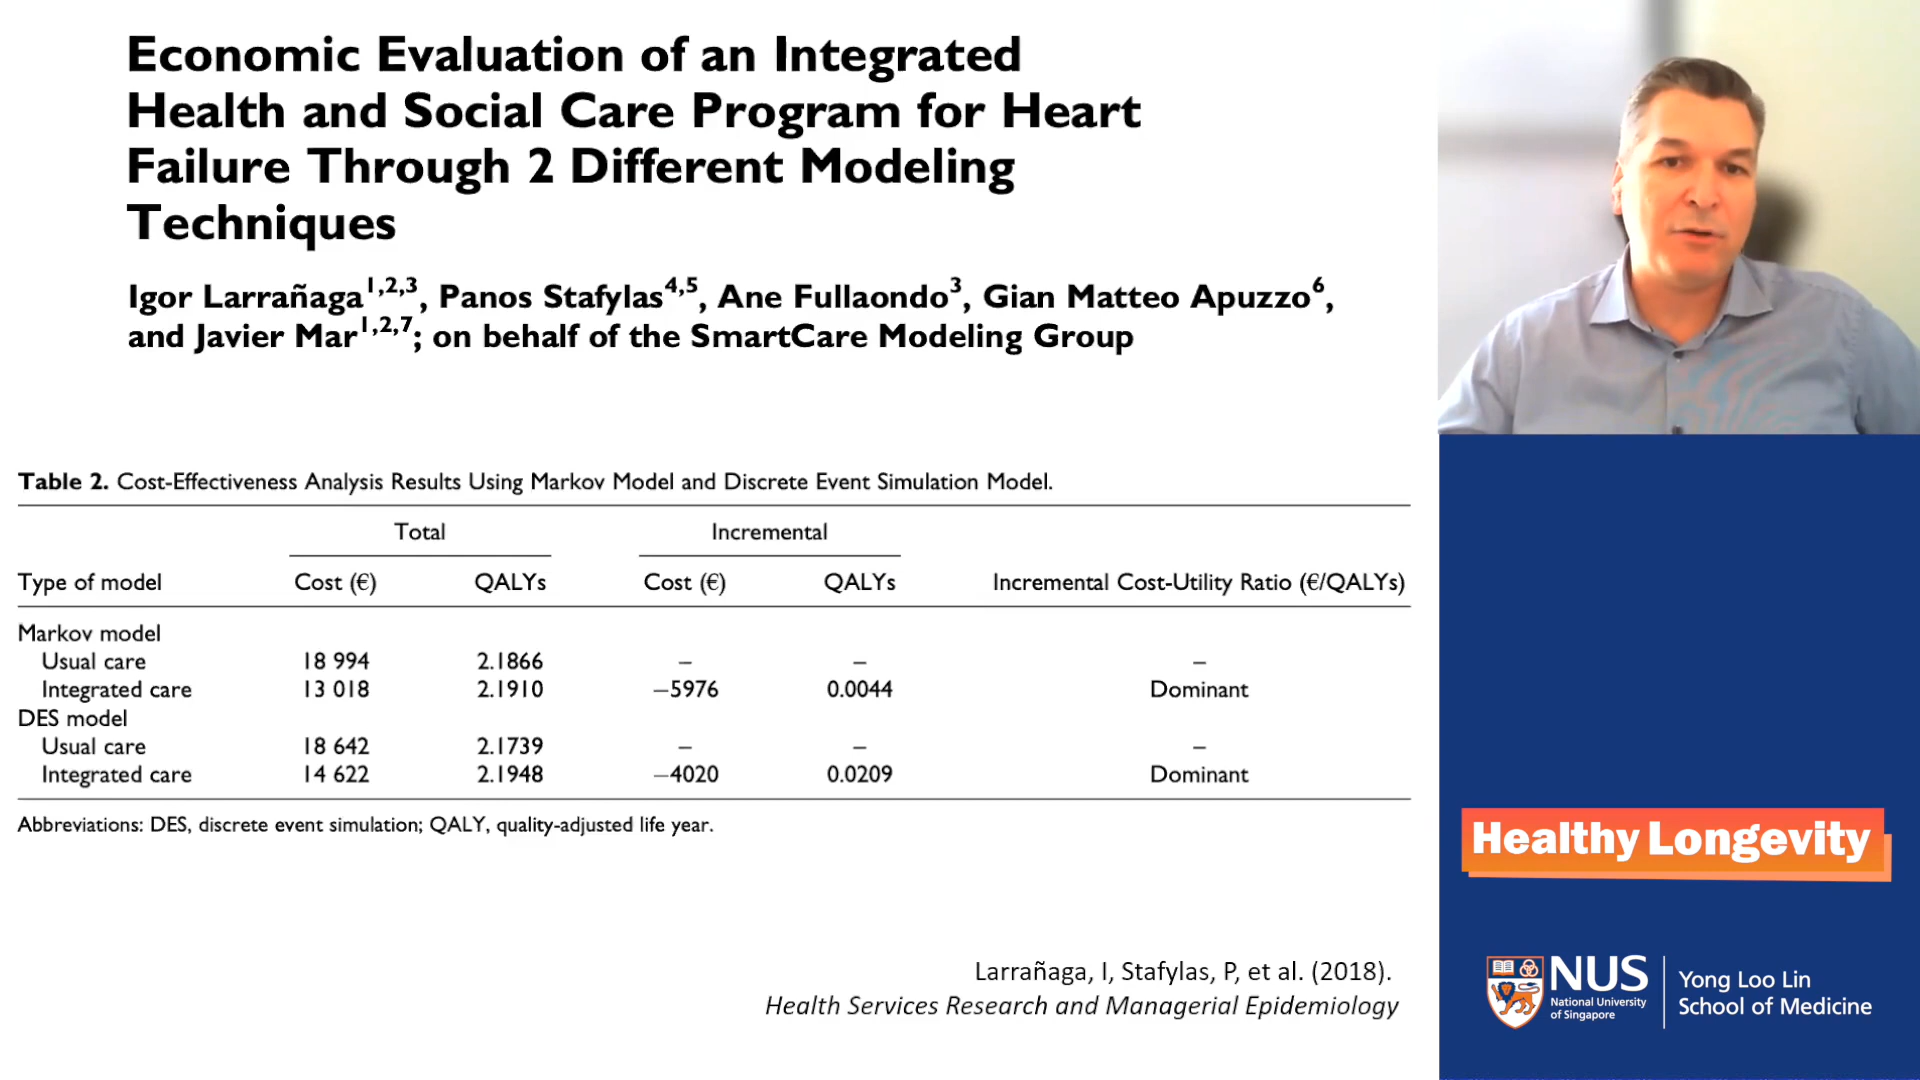 Economic Evaluation of an Integrated
Health and Social Care Program for Heart
Failure Through 2 Different Modeling
Techniques
Igor Larrañaga1,2,3, Panos Stafylas4,5, Ane Fullaondo3, Gian Matteo Apuzzo6,
and Javier Mar1,2,7; on behalf of the SmartCare Modeling Group
Table 2. Cost-Effectiveness Analysis Results Using Markov Model and Discrete Event Simulation Model.
Total Incremental
Type of model Cost (€) QALYs Cost (€) QALYs Incremental Cost-Utility Ratio (€/QALYs)
Markov model
Usual care 18 994 2.1866 – – –
Integrated care 13 018 2.1910 −5976 0.0044 Dominant
DES model
Usual care 18 642 2.1739 – – –
Integrated care 14 622 2.1948 −4020 0.0209 Dominant
Abbreviations: DES, discrete event simulation; QALY, quality-adjusted life year.
Larrañaga, I, Stafylas, P, et al. (2018).
Health Services Research and Managerial Epidemiology
Healthy Longevity
NUS
National University
of Singapore
Yong Loo Lin
School of Medicine